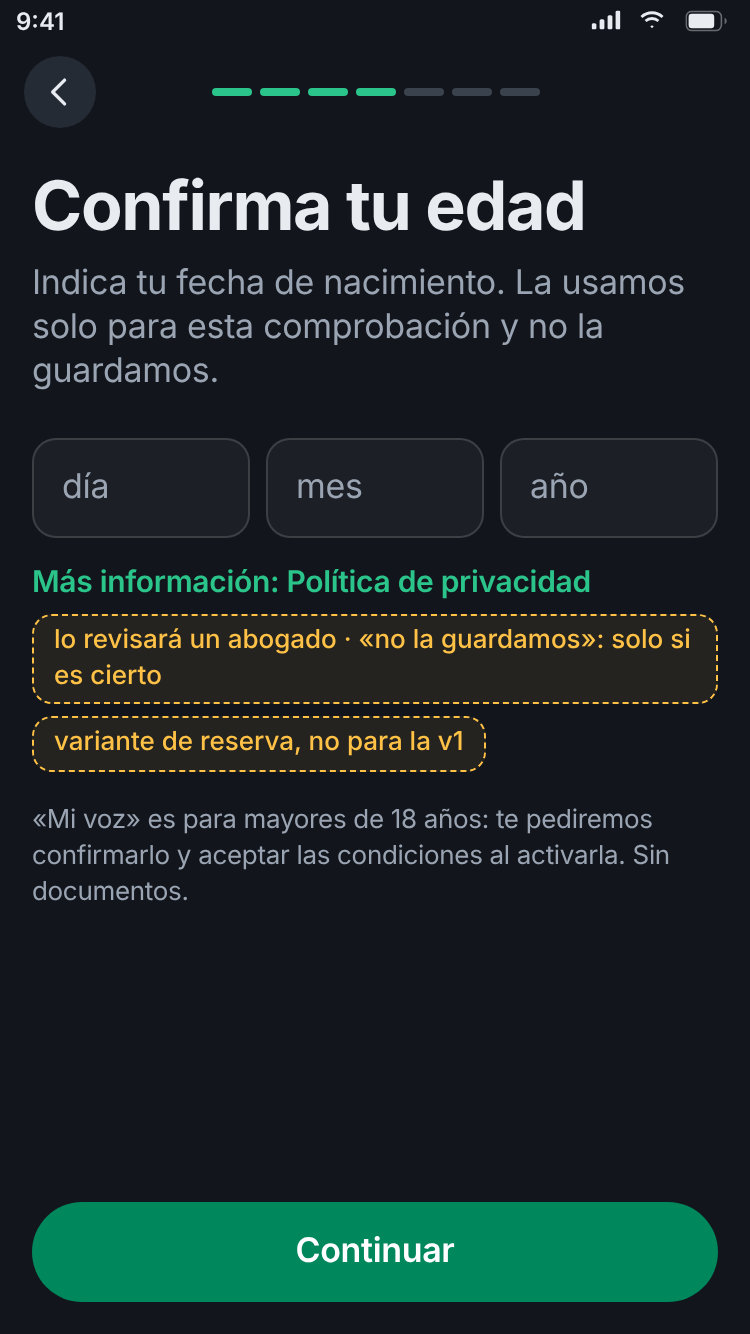 9:41
Confirma tu edad
Indica tu fecha de nacimiento. La usamos
solo para esta comprobación y no la
guardamos.
día
mes
año
Más información: Política de privacidad
lo revisará un abogado · «no la guardamos»: solo si
es cierto
variante de reserva, no para la v1
«Mi voz» es para mayores de 18 años: te pediremos
confirmarlo y aceptar las condiciones al activarla. Sin
documentos.
Continuar